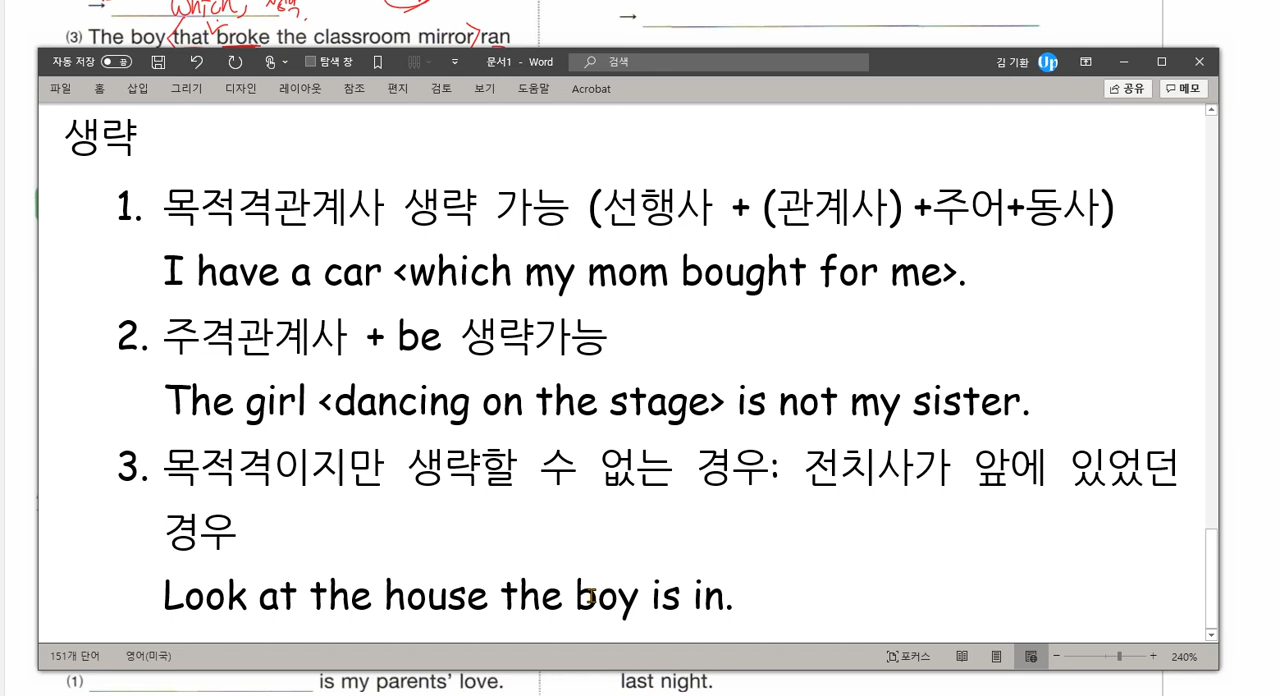 which, 생략
(3) The boy that broke the classroom mirror ran
자동 저장 끔 탐색 창 문서1 - Word 검색 김 기환 Up
파일 홈 삽입 그리기 디자인 레이아웃 참조 편지 검토 보기 도움말 Acrobat 공유 메모
생략
1. 목적격관계사 생략 가능 (선행사 + (관계사) +주어+동사)
I have a car <which my mom bought for me>.
2. 주격관계사 + be 생략가능
The girl <dancing on the stage> is not my sister.
3. 목적격이지만 생략할 수 없는 경우: 전치사가 앞에 있었던
경우
Look at the house the boy is in.
151개 단어 영어(미국) 포커스 240%
(1) is my parents' love. last night.